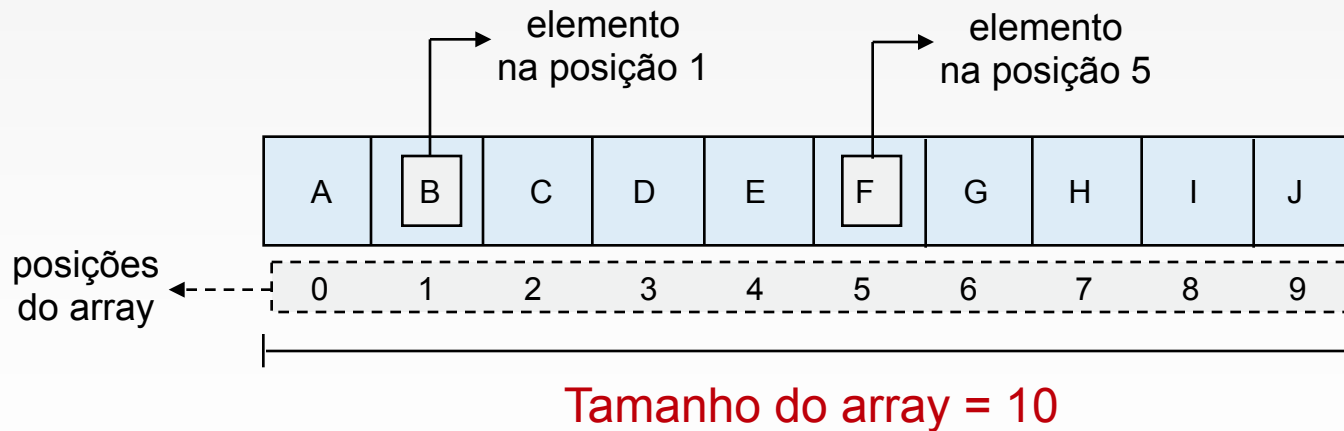 elemento
na posição 1
elemento
na posição 5
A B C D E F G H I J
posições
do array
0 1 2 3 4 5 6 7 8 9
Tamanho do array = 10